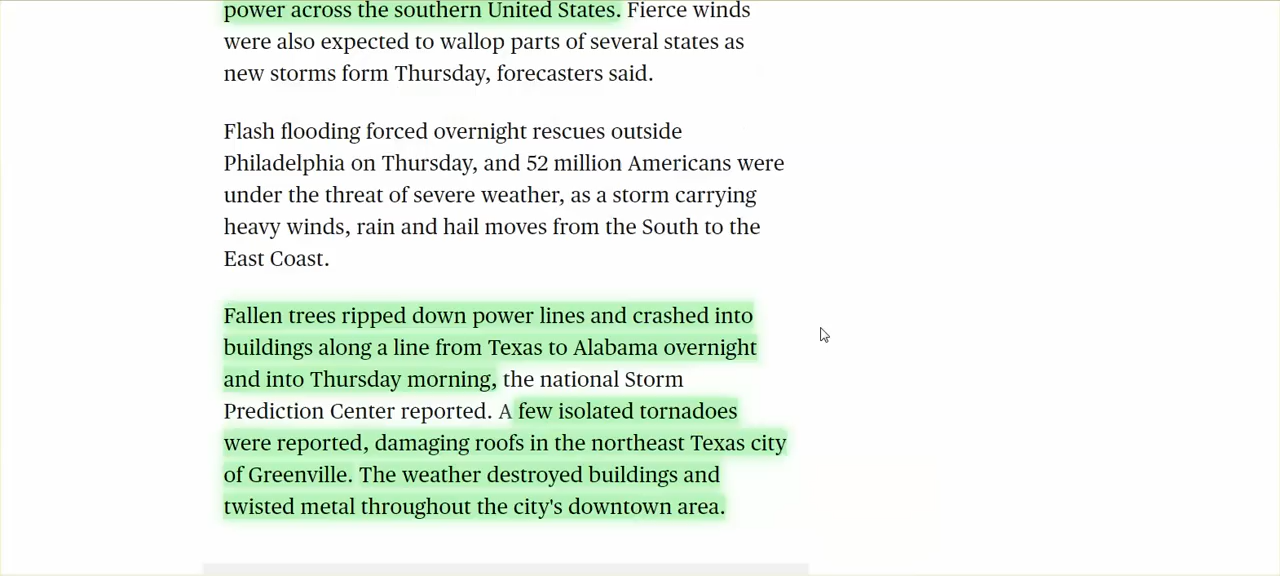 power across the southern United States. Fierce winds
were also expected to wallop parts of several states as
new storms form Thursday, forecasters said.
Flash flooding forced overnight rescues outside
Philadelphia on Thursday, and 52 million Americans were
under the threat of severe weather, as a storm carrying
heavy winds, rain and hail moves from the South to the
East Coast.
Fallen trees ripped down power lines and crashed into
buildings along a line from Texas to Alabama overnight
and into Thursday morning, the national Storm
Prediction Center reported. A few isolated tornadoes
were reported, damaging roofs in the northeast Texas city
of Greenville. The weather destroyed buildings and
twisted metal throughout the city's downtown area.